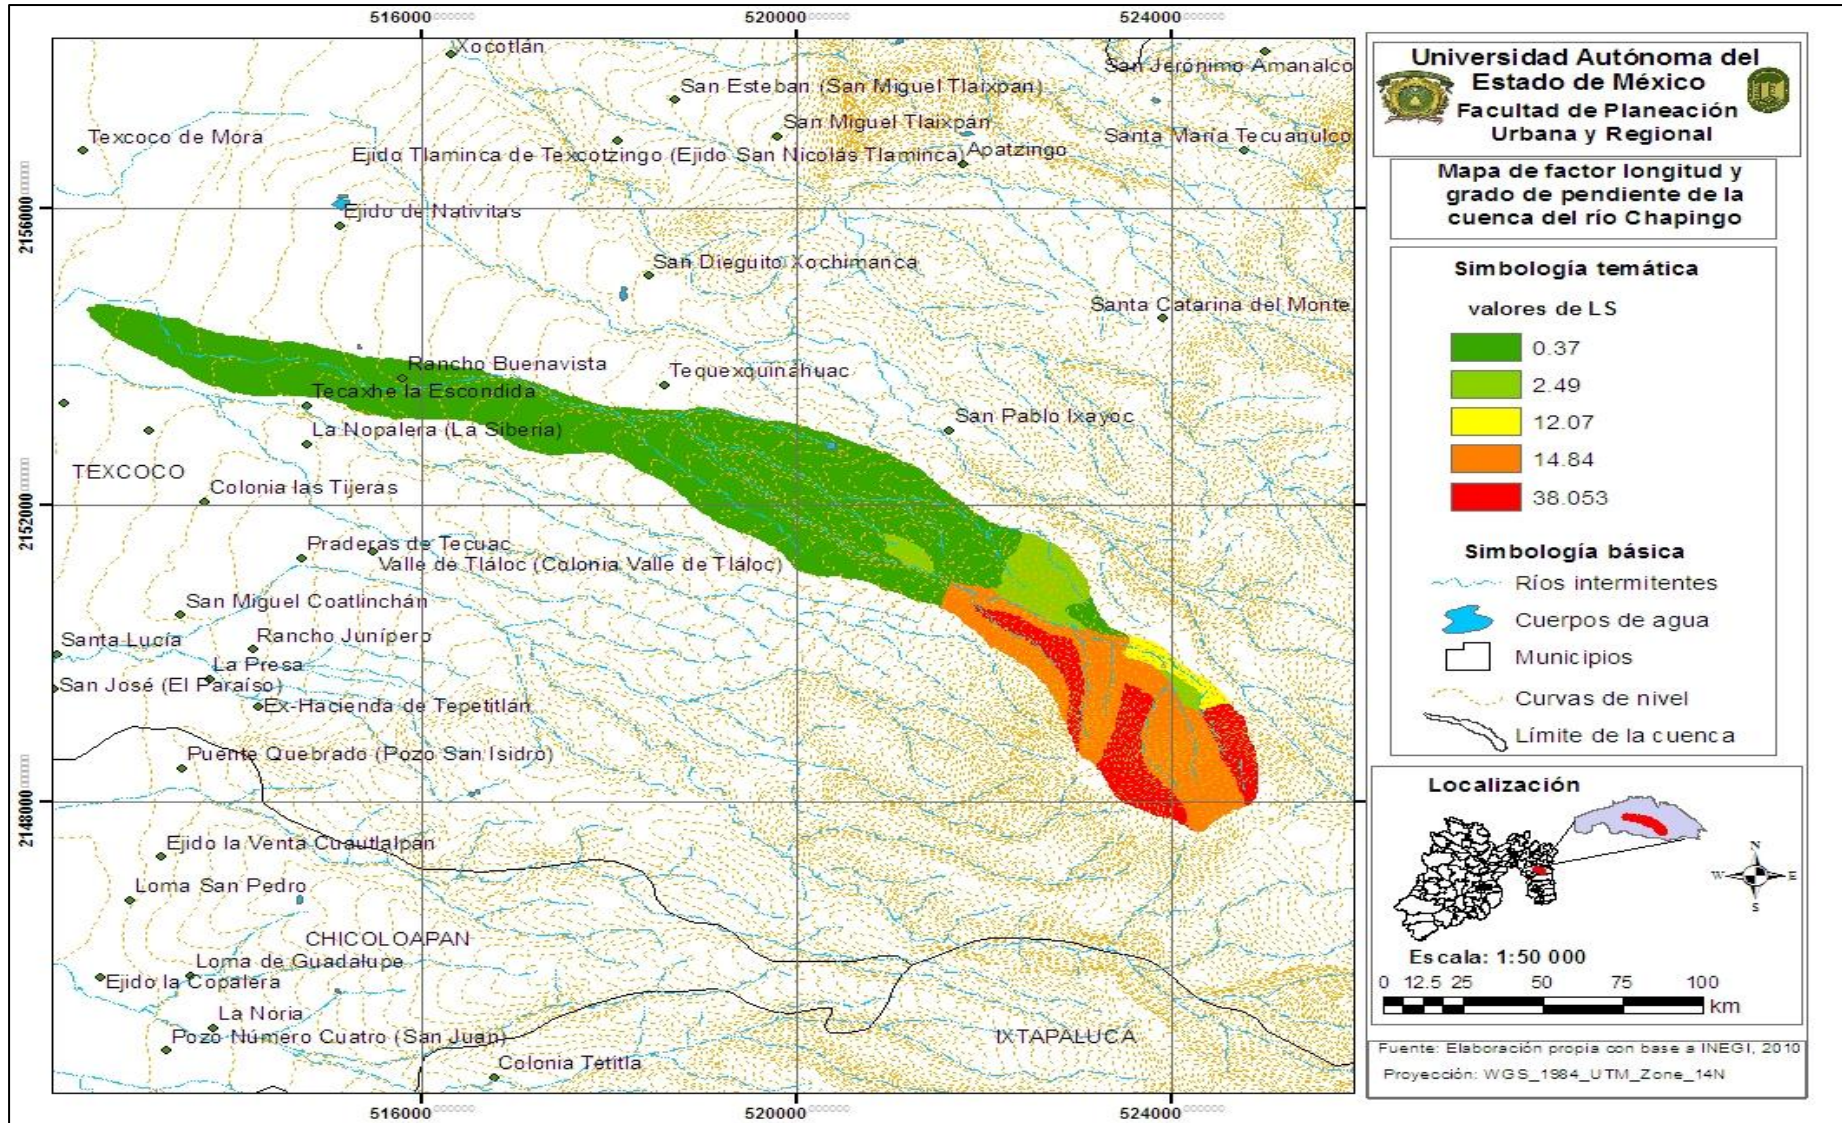 516000
520000
524000
Xocotlán
San Jerónimo Amanalco
San Esteban (San Miguel Tlaixpan)
San Miguel Tlaixpan
Texcoco de Mora
Santa María Tecuanulco
Ejido Tlaminca de Texcotzingo (Ejido San Nicolás Tlaminca)
Apatzingo
2156000
Ejido de Nativitas
San Dieguito Xochimanca
Santa Catarina del Monte
Rancho Buenavista
Tequexquináhuac
Tecaxhe la Escondida
San Pablo Ixayoc
La Nopalera (La Siberia)
TEXCOCO
Colonia las Tijeras
2152000
Praderas de Tecuac
Valle de Tláloc (Colonia Valle de Tláloc)
San Miguel Coatlinchán
Santa Lucía
Rancho Junípero
La Presa
San José (El Paraíso)
Ex-Hacienda de Tepetitlán
Puente Quebrado (Pozo San Isidro)
2148000
Ejido la Venta Cuautlalpan
Loma San Pedro
CHICOLOAPAN
Loma de Guadalupe
Ejido la Copalera
La Noria
Pozo Número Cuatro (San Juan)
IXTAPALUCA
Colonia Tetitla
516000
520000
524000
Universidad Autónoma del
Estado de México
Facultad de Planeación
Urbana y Regional
Mapa de factor longitud y
grado de pendiente de la
cuenca del río Chapingo
Simbología temática
valores de LS
0.37
2.49
12.07
14.84
38.053
Simbología básica
Ríos intermitentes
Cuerpos de agua
Municipios
Curvas de nivel
Límite de la cuenca
Localización
N
W
E
S
Escala: 1:50 000
0 12.5 25 50 75 100
km
Fuente: Elaboración propia con base a INEGI, 2010
Proyección: WGS_1984_UTM_Zone_14N